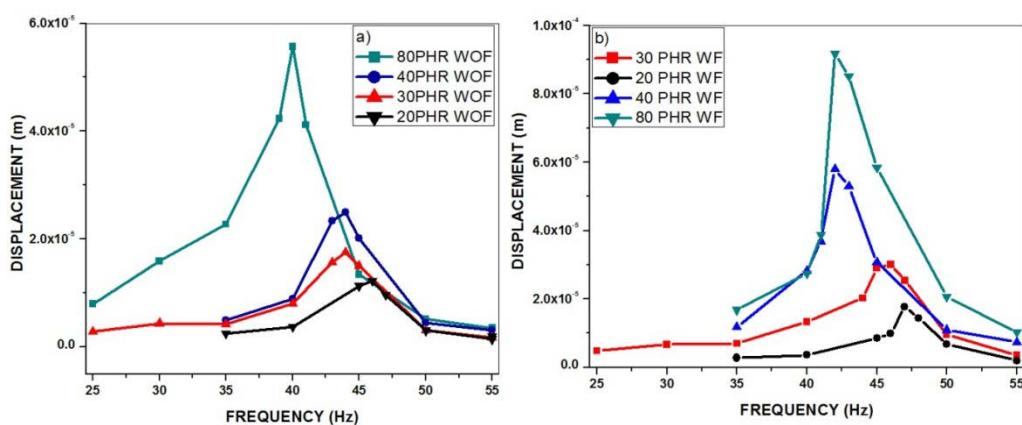 a)
80PHR WOF
40PHR WOF
30PHR WOF
20PHR WOF
6.0x10⁻⁵
4.0x10⁻⁵
2.0x10⁻⁵
0.0
DISPLACEMENT (m)
25 30 35 40 45 50 55
FREQUENCY (Hz)
b)
30 PHR WF
20 PHR WF
40 PHR WF
80 PHR WF
1.0x10⁻⁴
8.0x10⁻⁵
6.0x10⁻⁵
4.0x10⁻⁵
2.0x10⁻⁵
0.0
DISPLACEMENT (m)
25 30 35 40 45 50 55
FREQUENCY (Hz)